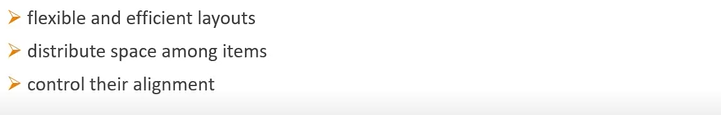 flexible and efficient layouts
distribute space among items
control their alignment